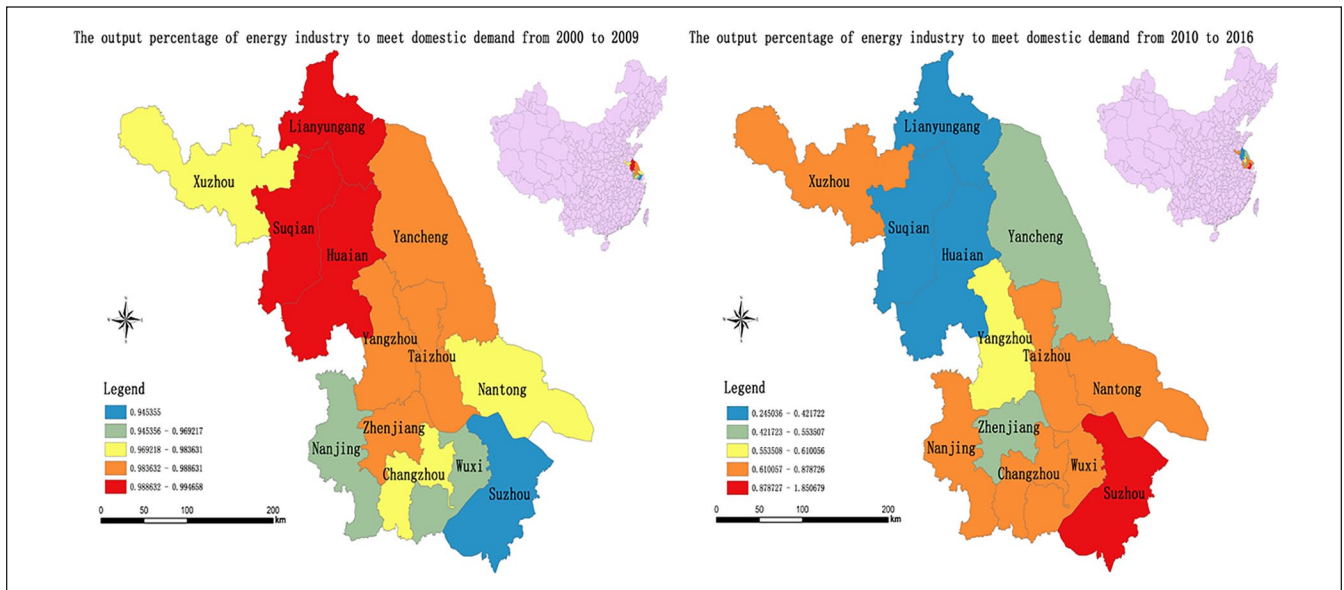 The output percentage of energy industry to meet domestic demand from 2000 to 2009
Lianyungang
Xuzhou
Suqian
Yancheng
Huaian
Yangzhou
Taizhou
Nantong
Zhenjiang
Nanjing
Changzhou
Wuxi
Suzhou
Legend
0.945355
0.945356 - 0.969217
0.969218 - 0.983631
0.983632 - 0.988631
0.988632 - 0.994658
0 50 100 200
km
The output percentage of energy industry to meet domestic demand from 2010 to 2016
Lianyungang
Xuzhou
Suqian
Yancheng
Huaian
Yangzhou
Taizhou
Nantong
Zhenjiang
Nanjing
Changzhou
Wuxi
Suzhou
Legend
0.245036 - 0.421722
0.421723 - 0.553507
0.553508 - 0.610056
0.610057 - 0.878726
0.878727 - 1.850679
0 50 100 200
km